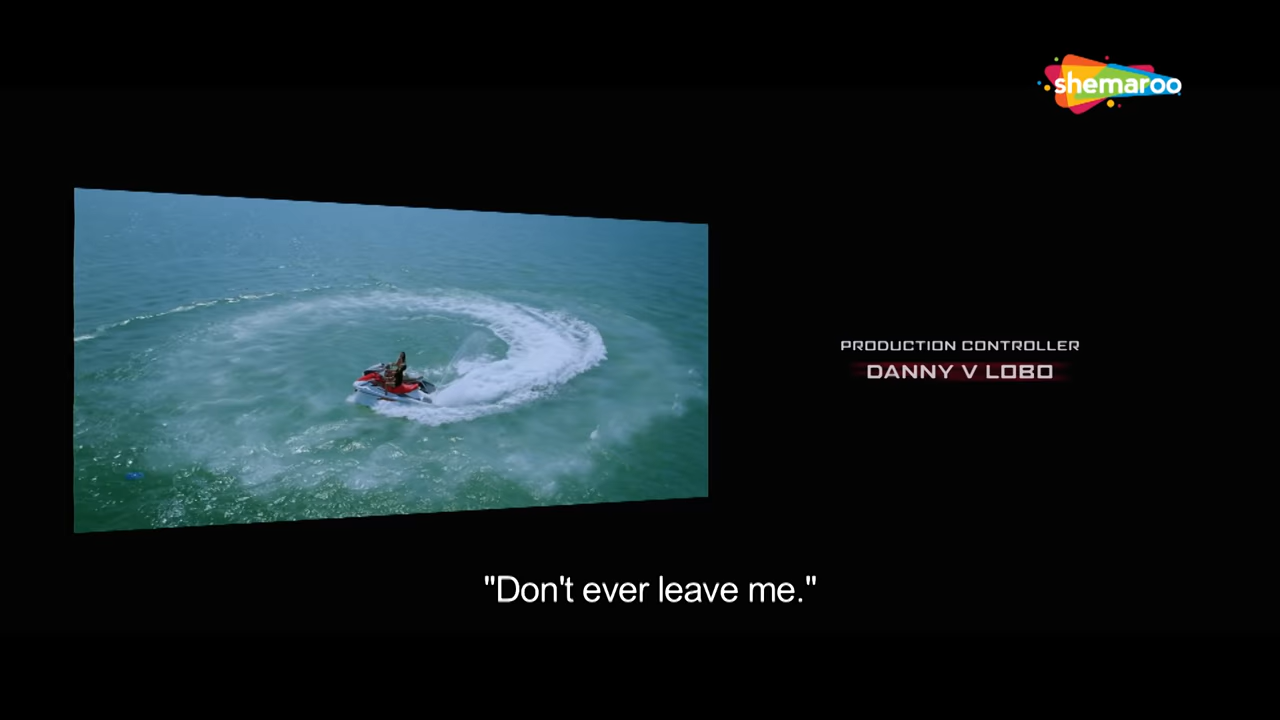 shemaroo
PRODUCTION CONTROLLER
DANNY V LOBO
"Don't ever leave me."